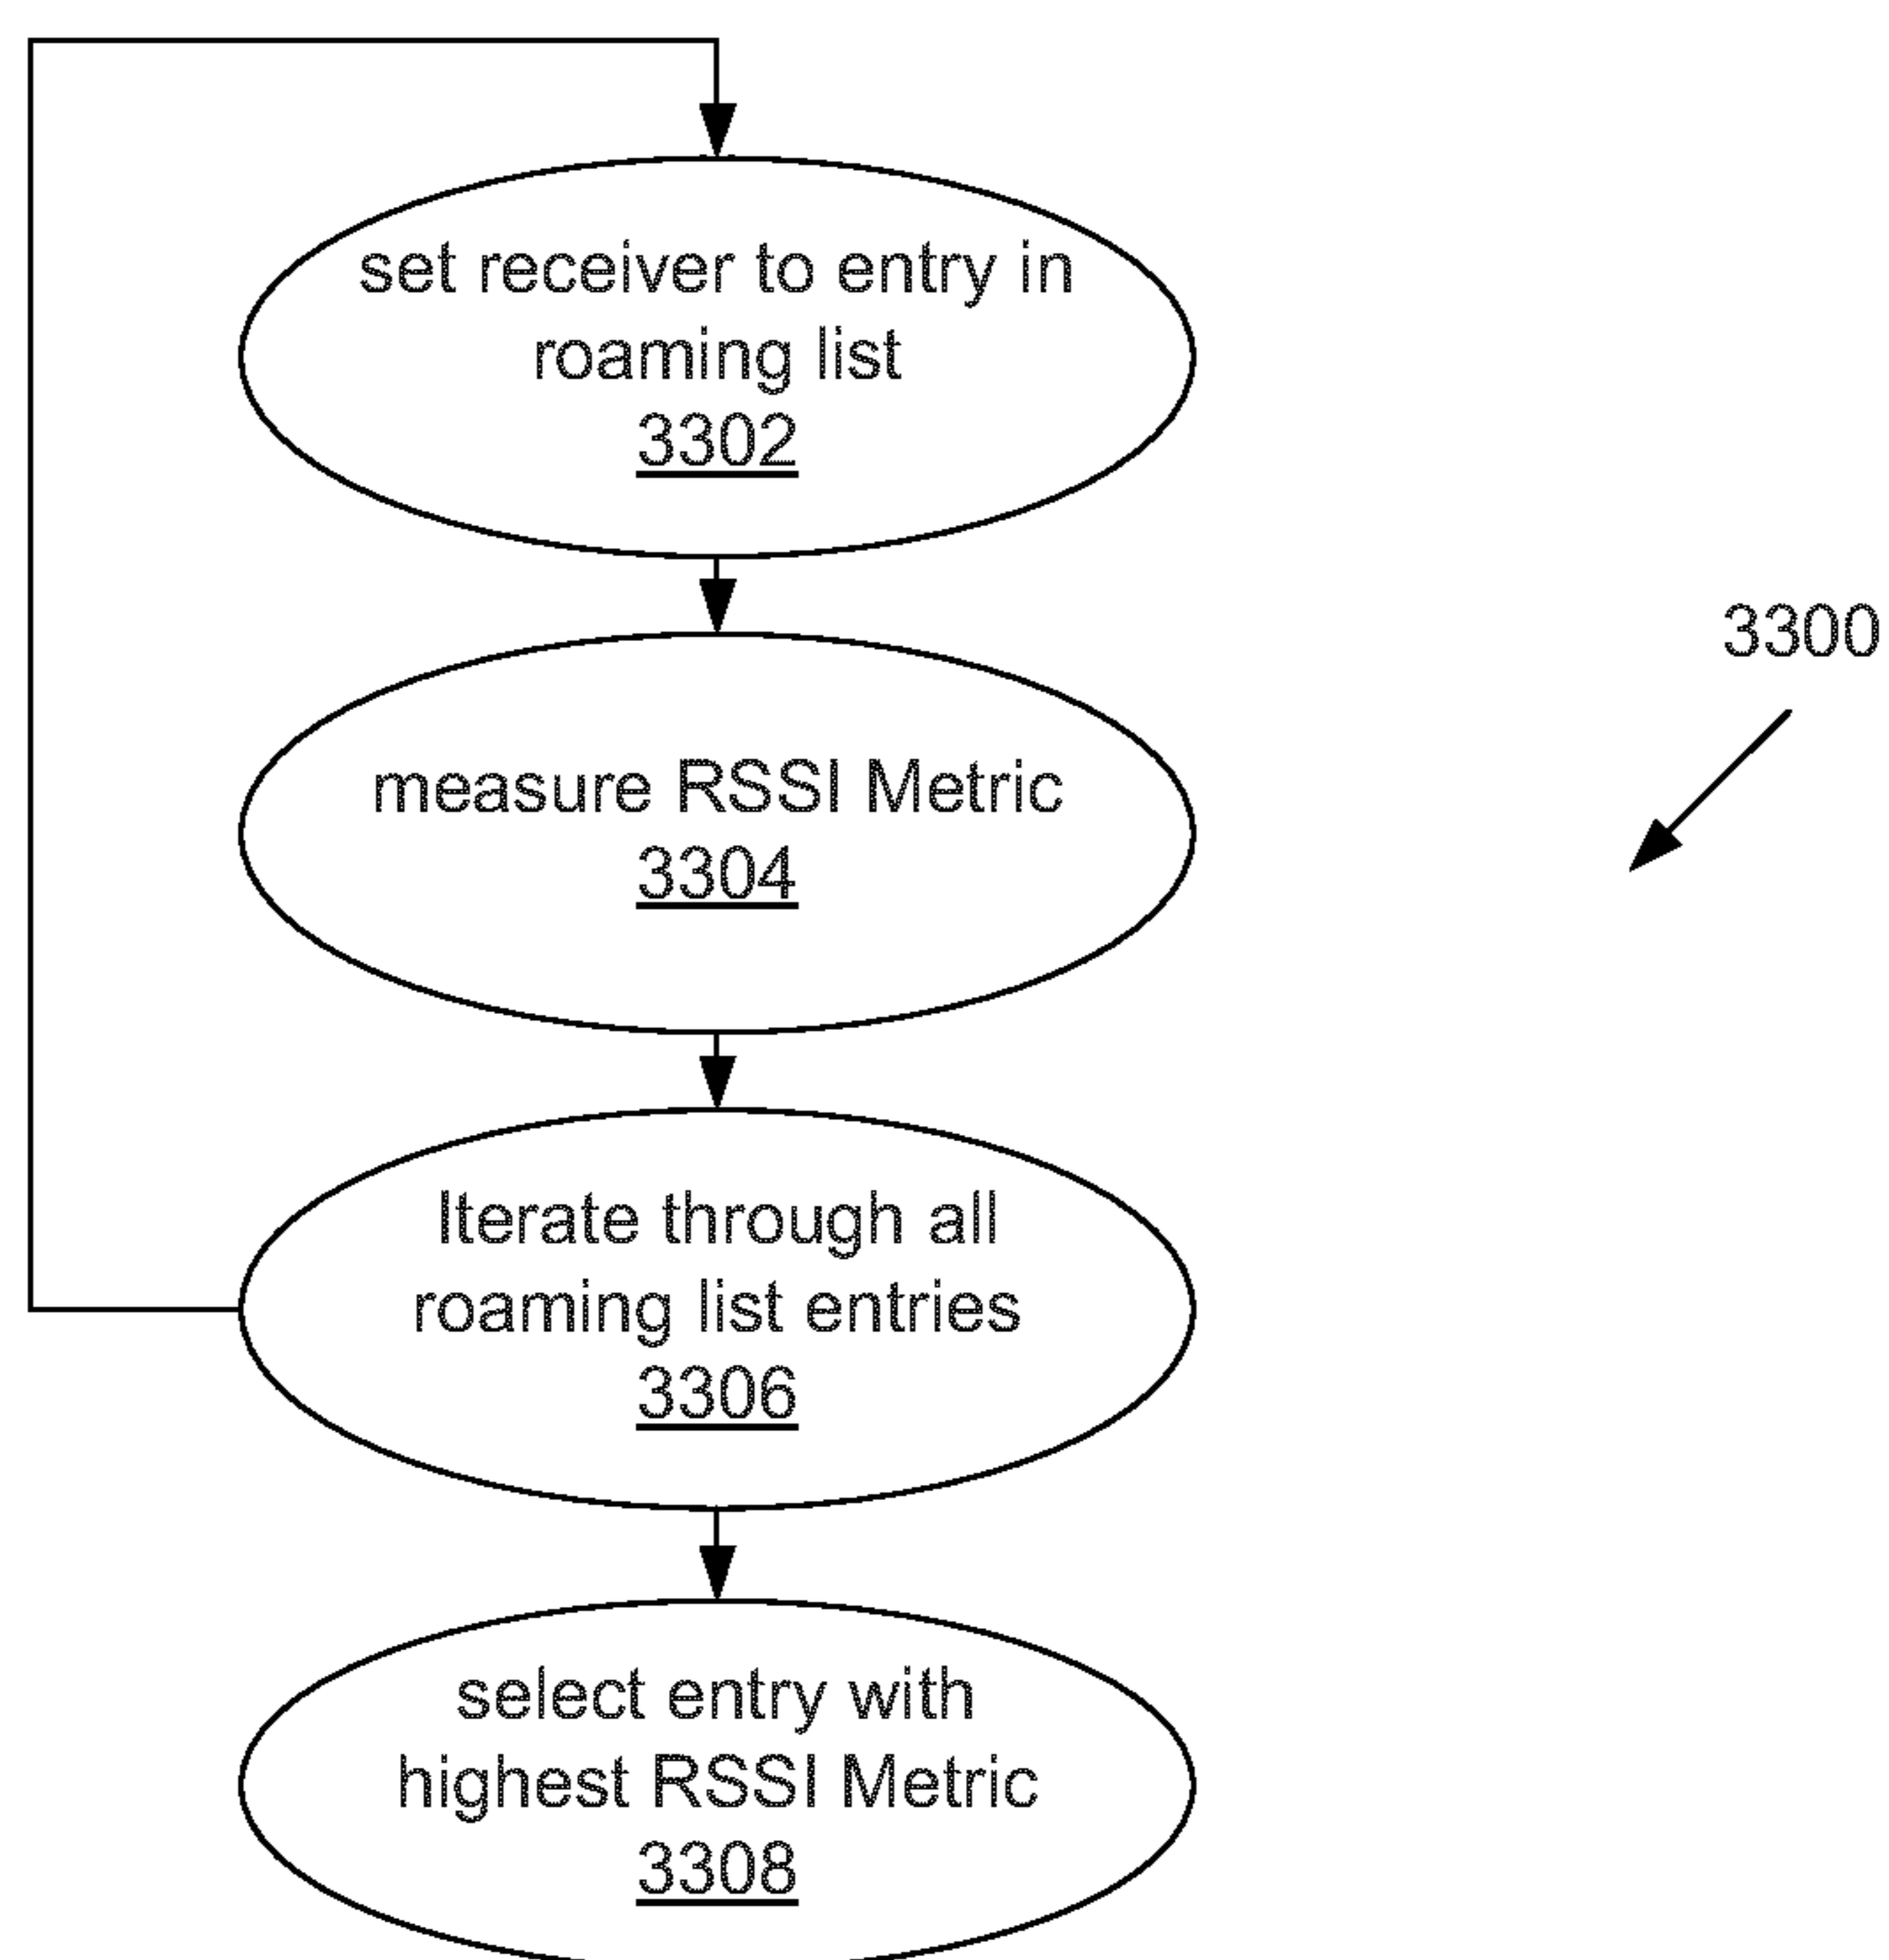 set receiver to entry in
roaming list
3302
measure RSSI Metric
3304
3300
Iterate through all
roaming list entries
3306
select entry with
highest RSSI Metric
3308